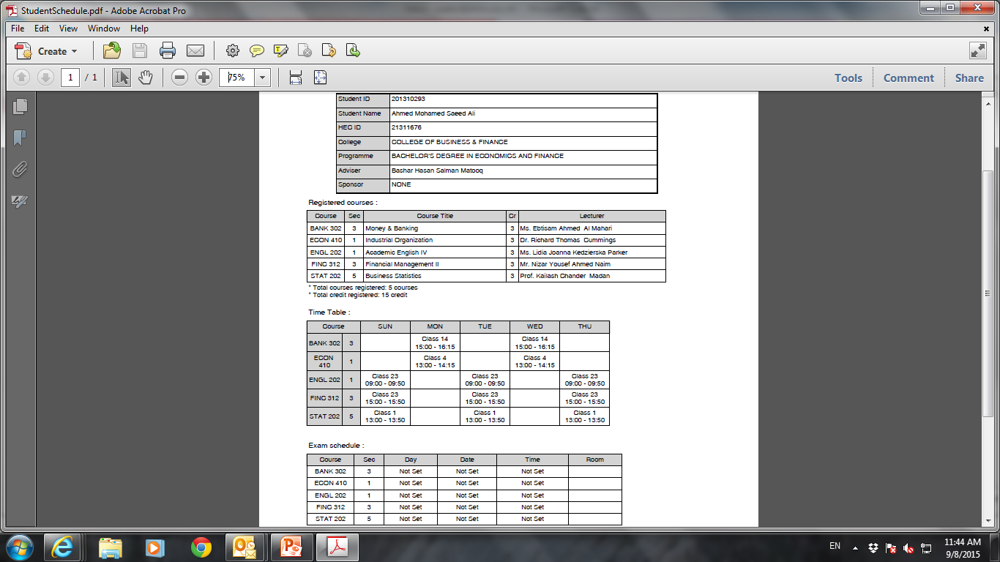 StudentSchedule.pdf - Adobe Acrobat Pro
File Edit View Window Help
Create
1 / 1 75% Tools Comment Share
Student ID 201310293
Student Name Ahmed Mohamed Saeed Ali
HEC ID 21311676
College COLLEGE OF BUSINESS & FINANCE
Programme BACHELOR'S DEGREE IN ECONOMICS AND FINANCE
Adviser Bashar Hasan Salman Matooq
Sponsor NONE
Registered courses :
Course Sec Course Title Cr Lecturer
BANK 302 3 Money & Banking 3 Ms. Ebtisam Ahmed Al Mahari
ECON 410 1 Industrial Organization 3 Dr. Richard Thomas Cummings
ENGL 202 1 Academic English IV 3 Ms. Lidia Joanna Kedzierska Parker
FINC 312 3 Financial Management II 3 Mr. Nizar Yousef Ahmed Naim
STAT 202 5 Business Statistics 3 Prof. Kailash Chander Madan
* Total courses registered: 5 courses
* Total credit registered: 15 credit
Time Table :
Course SUN MON TUE WED THU
BANK 302 3 Class 14 Class 14
15:00 - 16:15 15:00 - 16:15
ECON 410 1 Class 4 Class 4
13:00 - 14:15 13:00 - 14:15
ENGL 202 1 Class 23 Class 23 Class 23
09:00 - 09:50 09:00 - 09:50 09:00 - 09:50
FINC 312 3 Class 23 Class 23 Class 23
15:00 - 15:50 15:00 - 15:50 15:00 - 15:50
STAT 202 5 Class 1 Class 1 Class 1
13:00 - 13:50 13:00 - 13:50 13:00 - 13:50
Exam schedule :
Course Sec Day Date Time Room
BANK 302 3 Not Set Not Set Not Set
ECON 410 1 Not Set Not Set Not Set
ENGL 202 1 Not Set Not Set Not Set
FINC 312 3 Not Set Not Set Not Set
STAT 202 5 Not Set Not Set Not Set
EN 11:44 AM
9/8/2015